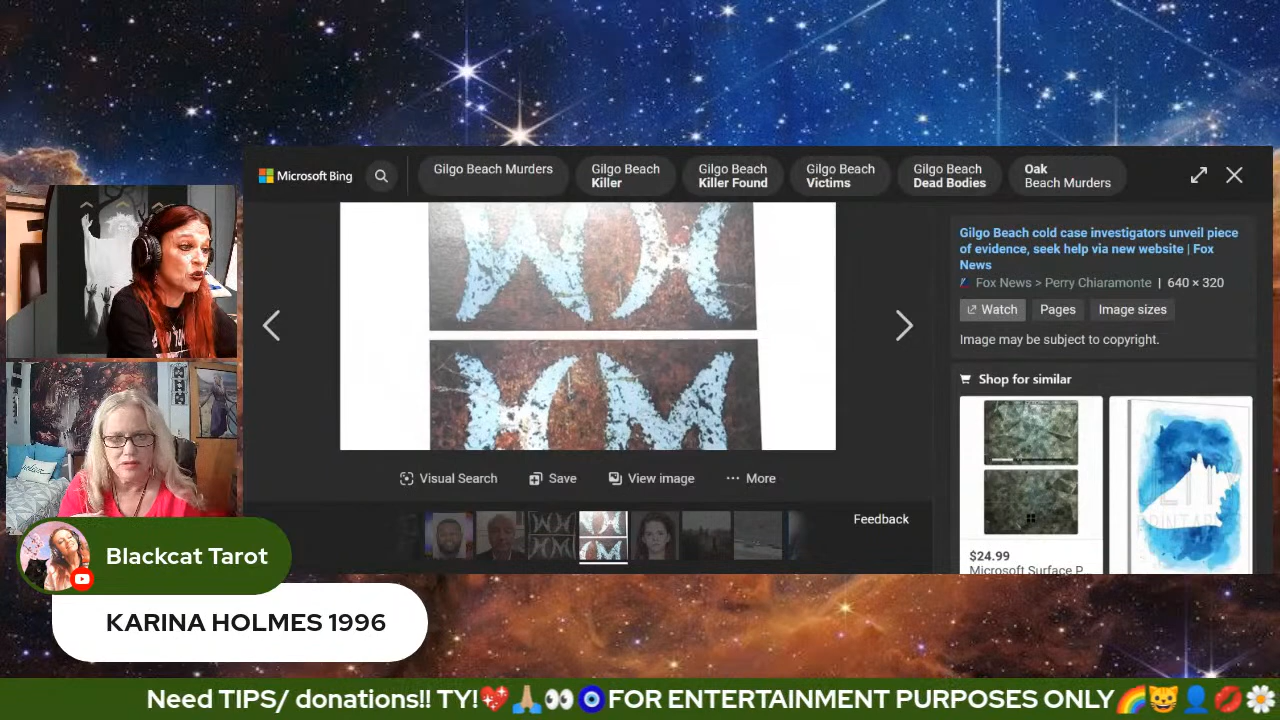 Microsoft Bing
Gilgo Beach Murders
Gilgo Beach
Killer
Gilgo Beach
Killer Found
Gilgo Beach
Victims
Gilgo Beach
Dead Bodies
Oak
Beach Murders
Gilgo Beach cold case investigators unveil piece
of evidence, seek help via new website | Fox
News
Fox News > Perry Chiaramonte | 640 × 320
Watch
Pages
Image sizes
Image may be subject to copyright.
Shop for similar
WH
HM
Visual Search
Save
View image
More
Feedback
$24.99
Microsoft Surface P
Blackcat Tarot
KARINA HOLMES 1996
Need TIPS/ donations!! TY!💖🙏🏼👀🧿FOR ENTERTAINMENT PURPOSES ONLY🌈😺👤💋🌼